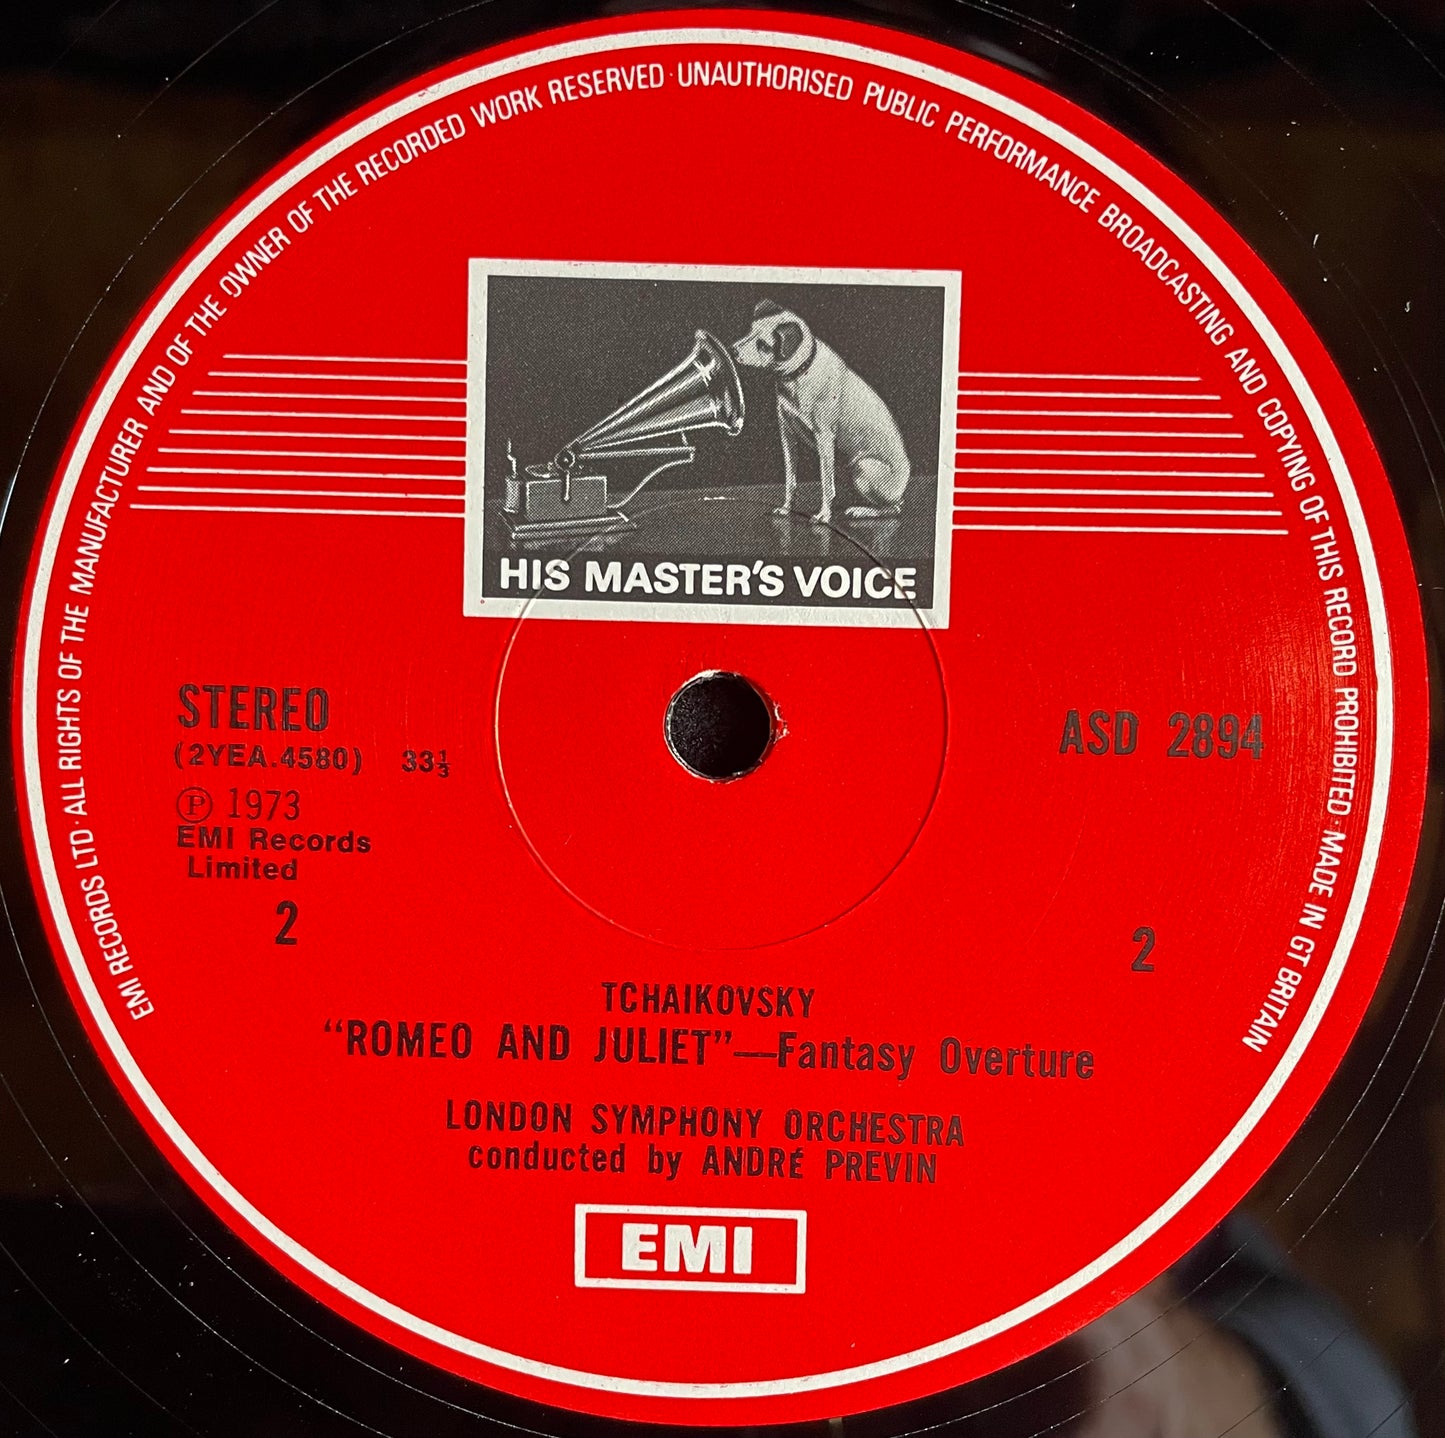 EMI RECORDS LTD · ALL RIGHTS OF THE MANUFACTURER AND OF THE OWNER OF THE RECORDED WORK RESERVED · UNAUTHORISED PUBLIC PERFORMANCE BROADCASTING AND COPYING OF THIS RECORD PROHIBITED · MADE IN GT BRITAIN
HIS MASTER'S VOICE
STEREO
(2YEA.4580) 33⅓
ASD 2894
Ⓟ 1973
EMI Records
Limited
2
2
TCHAIKOVSKY
“ROMEO AND JULIET”—Fantasy Overture
LONDON SYMPHONY ORCHESTRA
conducted by ANDRÉ PREVIN
EMI